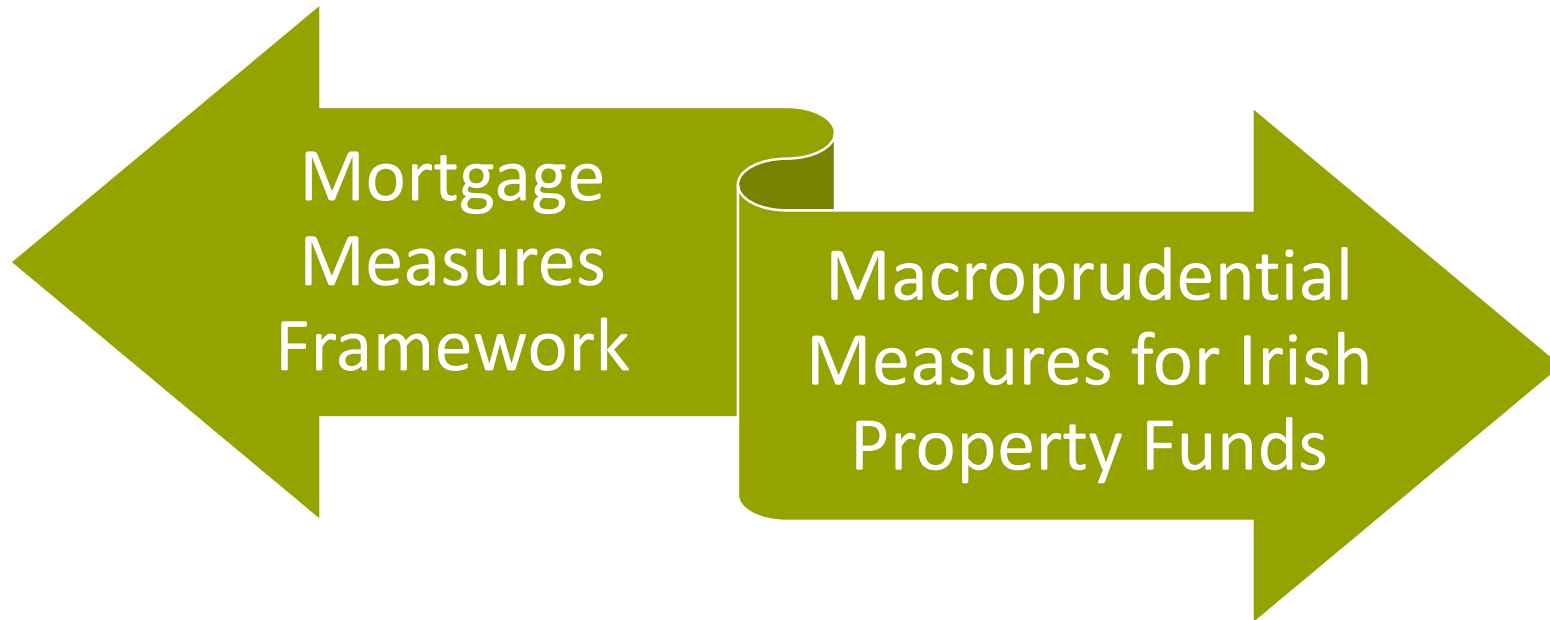 Mortgage
Measures
Framework
Macroprudential
Measures for Irish
Property Funds